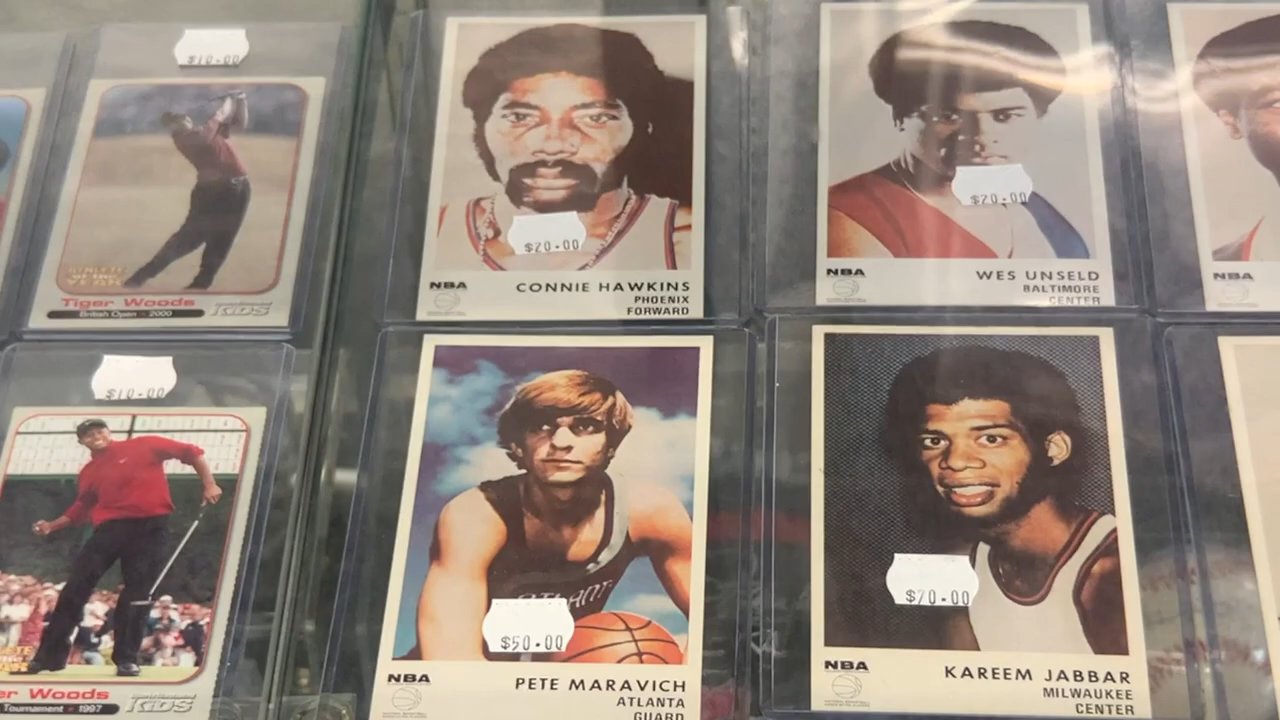 $10.00
Tiger Woods
British Open • 2000
KIDS
$10.00
er Woods
Tournament • 1997
KIDS
$20.00
NBA
CONNIE HAWKINS
PHOENIX
FORWARD
$20.00
NBA
WES UNSELD
BALTIMORE
CENTER
NBA
ATLANT
$50.00
NBA
PETE MARAVICH
ATLANTA
GUARD
$70.00
NBA
KAREEM JABBAR
MILWAUKEE
CENTER